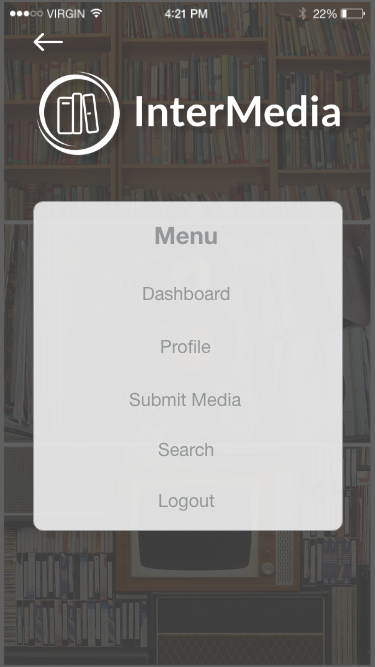 VIRGIN 4:21 PM 22%
InterMedia
Menu
Dashboard
Profile
Submit Media
Search
Logout